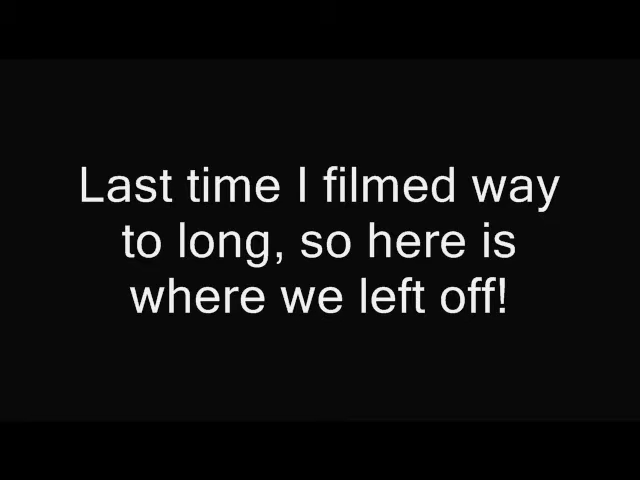 Last time I filmed way
to long, so here is
where we left off!